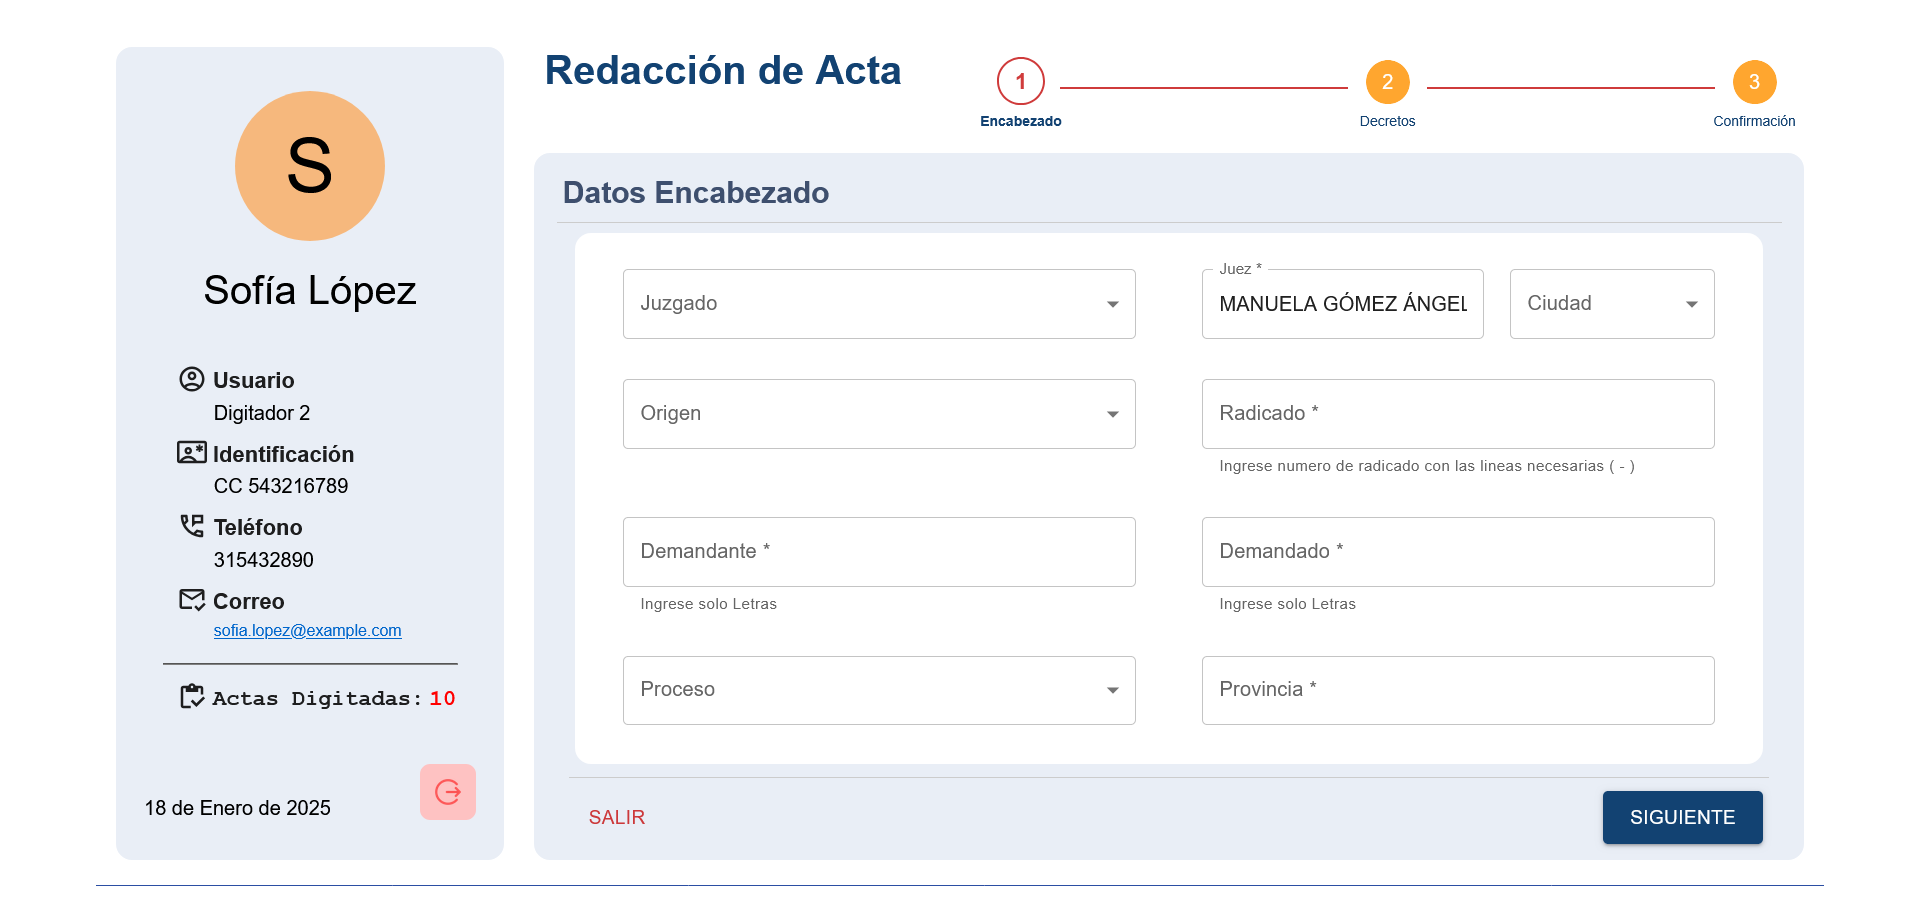 S
Sofía López
Usuario
Digitador 2
Identificación
CC 543216789
Teléfono
315432890
Correo
sofia.lopez@example.com
Actas Digitadas: 10
18 de Enero de 2025
Redacción de Acta
1
Encabezado
2
Decretos
3
Confirmación
Datos Encabezado
Juzgado
Juez *
MANUELA GÓMEZ ÁNGEL
Ciudad
Origen
Radicado *
Ingrese numero de radicado con las lineas necesarias ( - )
Demandante *
Ingrese solo Letras
Demandado *
Ingrese solo Letras
Proceso
Provincia *
SALIR
SIGUIENTE